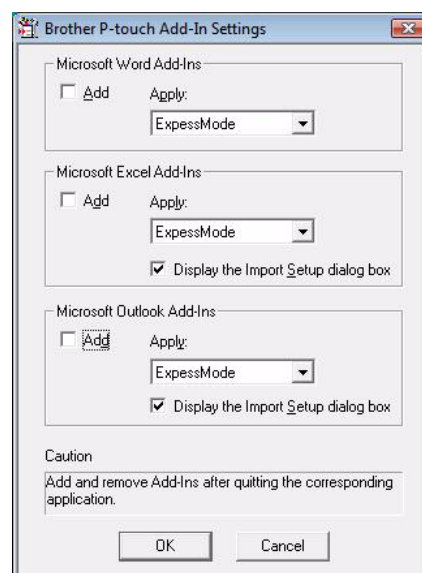 Brother P-touch Add-In Settings
Microsoft Word Add-Ins
Add Apply:
ExpessMode
Microsoft Excel Add-Ins
Add Apply:
ExpessMode
Display the Import Setup dialog box
Microsoft Outlook Add-Ins
Add Apply:
ExpessMode
Display the Import Setup dialog box
Caution
Add and remove Add-Ins after quitting the corresponding
application.
OK Cancel